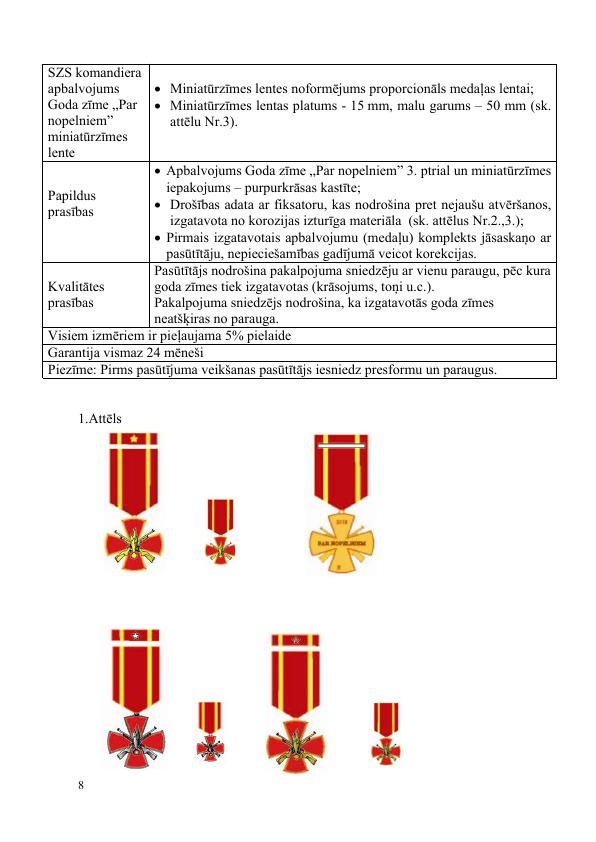 SZS komandiera
apbalvojums
Goda zīme „Par
nopelniem”
miniatūrzīmes
lente
• Miniatūrzīmes lentes noformējums proporcionāls medaļas lentai;
• Miniatūrzīmes lentas platums - 15 mm, malu garums – 50 mm (sk.
attēlu Nr.3).
Papildus
prasības
• Apbalvojums Goda zīme „Par nopelniem” 3. ptrial un miniatūrzīmes
iepakojums – purpurkrāsas kastīte;
• Drošības adata ar fiksatoru, kas nodrošina pret nejaušu atvēršanos,
izgatavota no korozijas izturīga materiāla (sk. attēlus Nr.2.,3.);
• Pirmais izgatavotais apbalvojumu (medaļu) komplekts jāsaskaņo ar
pasūtītāju, nepieciešamības gadījumā veicot korekcijas.
Kvalitātes
prasības
Pasūtītājs nodrošina pakalpojuma sniedzēju ar vienu paraugu, pēc kura
goda zīmes tiek izgatavotas (krāsojums, toņi u.c.).
Pakalpojuma sniedzējs nodrošina, ka izgatavotās goda zīmes
neatšķiras no parauga.
Visiem izmēriem ir pieļaujama 5% pielaide
Garantija vismaz 24 mēneši
Piezīme: Pirms pasūtījuma veikšanas pasūtītājs iesniedz presformu un paraugus.
1.Attēls
PAR NOPELNIEM
8